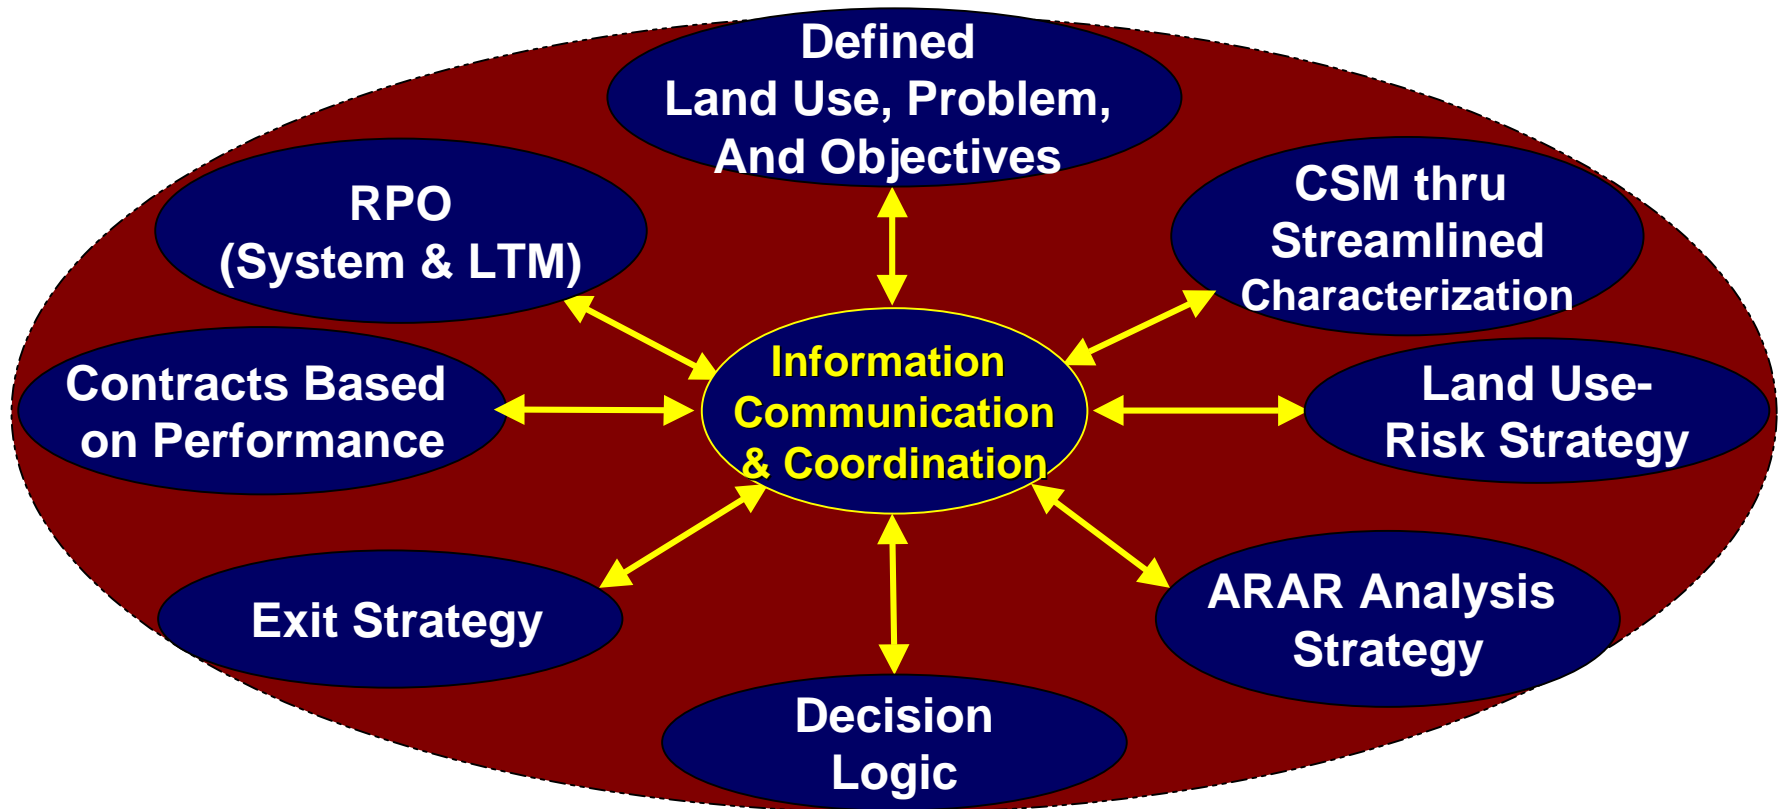 Defined
Land Use, Problem,
And Objectives
RPO
(System & LTM)
CSM thru
Streamlined
Characterization
Information
Communication
& Coordination
Contracts Based
on Performance
Land Use-
Risk Strategy
Exit Strategy
ARAR Analysis
Strategy
Decision
Logic